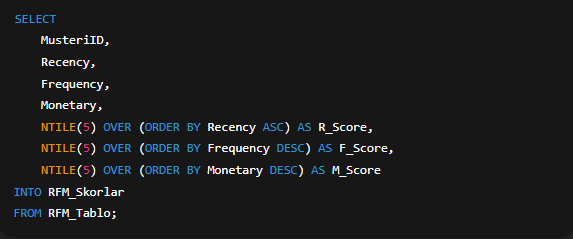 SELECT
    MusteriID,
    Recency,
    Frequency,
    Monetary,
    NTILE(5) OVER (ORDER BY Recency ASC) AS R_Score,
    NTILE(5) OVER (ORDER BY Frequency DESC) AS F_Score,
    NTILE(5) OVER (ORDER BY Monetary DESC) AS M_Score
INTO RFM_Skorlar
FROM RFM_Tablo;